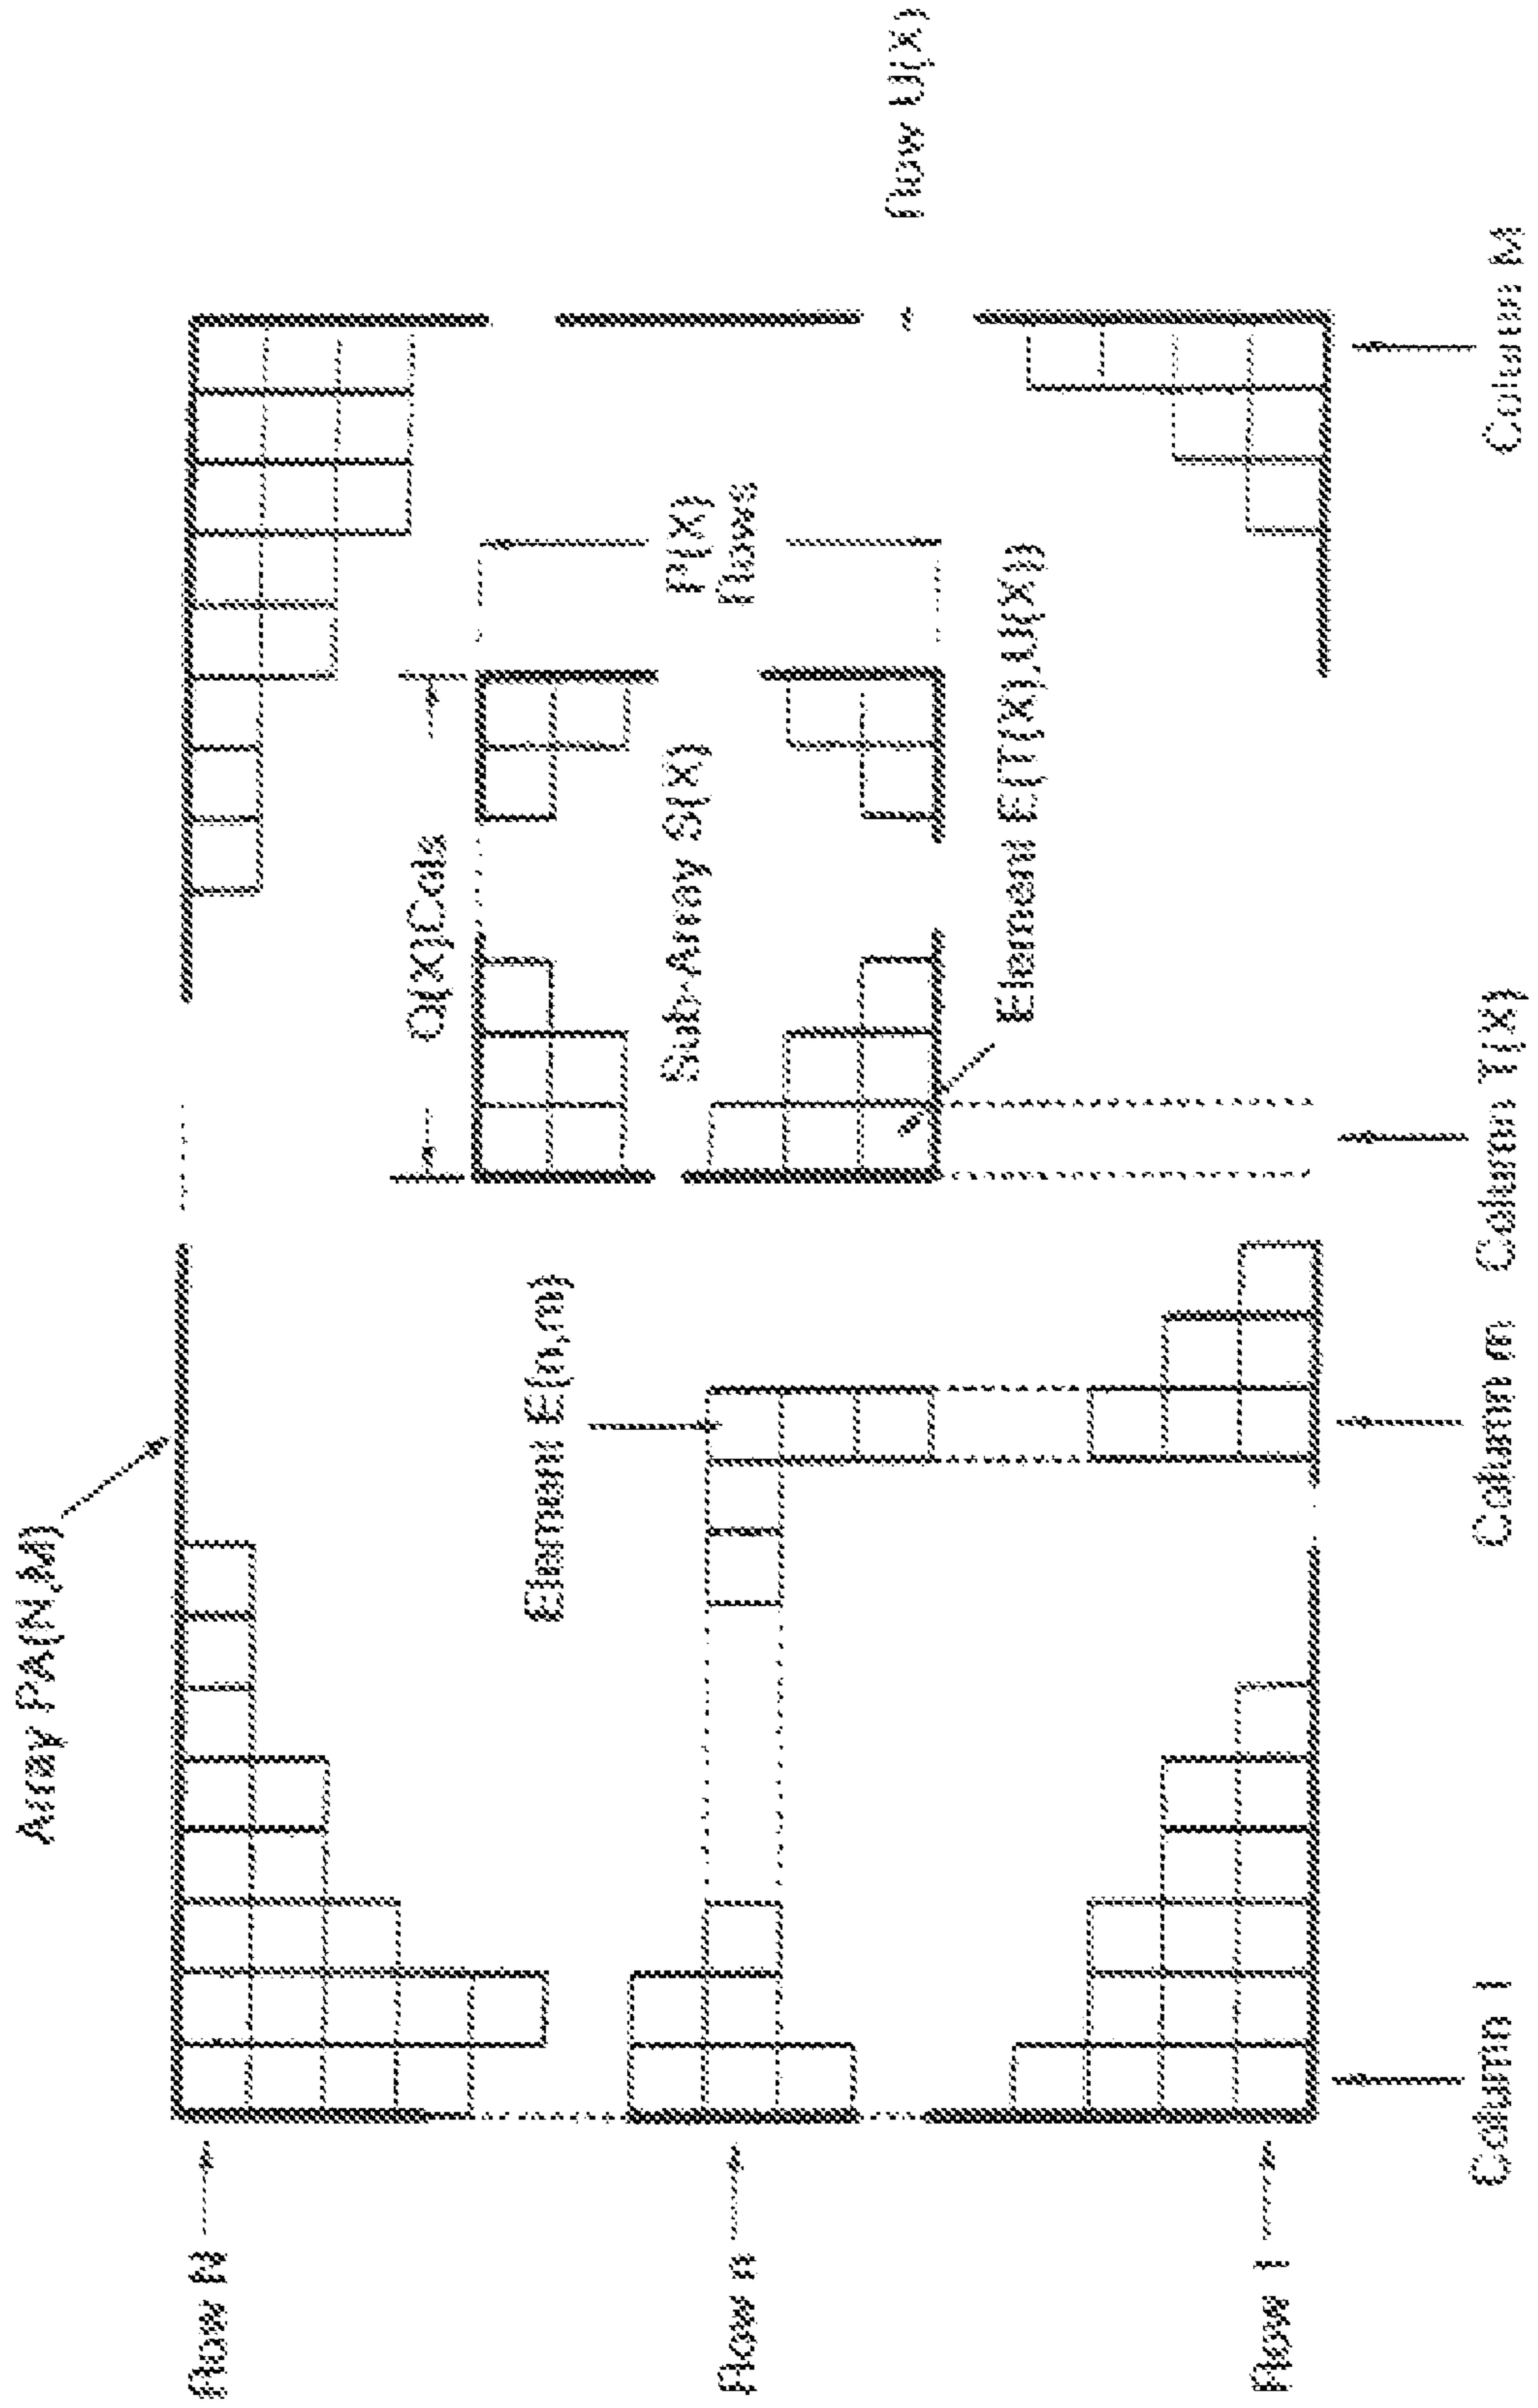 Array PA(N,M)
Row N
Q(X)Cols
P(X)
Rows
Element E(n,m)
Sub-Array S(X)
Row n
Row U(X)
Element E(T(X),U(X))
Row 1
Column 1
Column m
Column T(X)
Column M